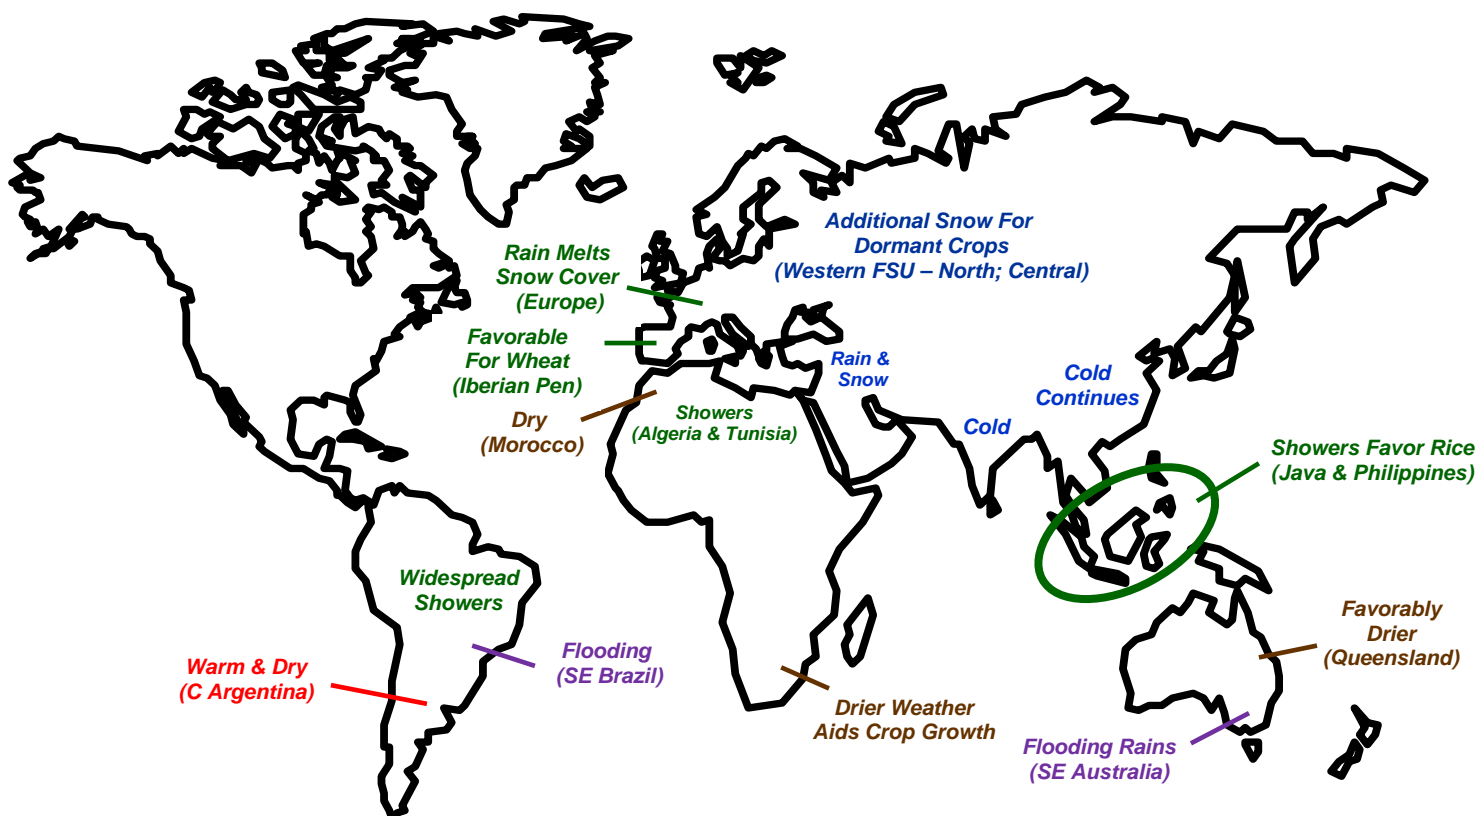 Additional Snow For
Dormant Crops
(Western FSU – North; Central)
Rain Melts
Snow Cover
(Europe)
Favorable
For Wheat
(Iberian Pen)
Rain &
Snow
Cold
Continues
Dry
(Morocco)
Showers
(Algeria & Tunisia)
Cold
Showers Favor Rice
(Java & Philippines)
Widespread
Showers
Favorably
Drier
(Queensland)
Flooding
(SE Brazil)
Warm & Dry
(C Argentina)
Drier Weather
Aids Crop Growth
Flooding Rains
(SE Australia)